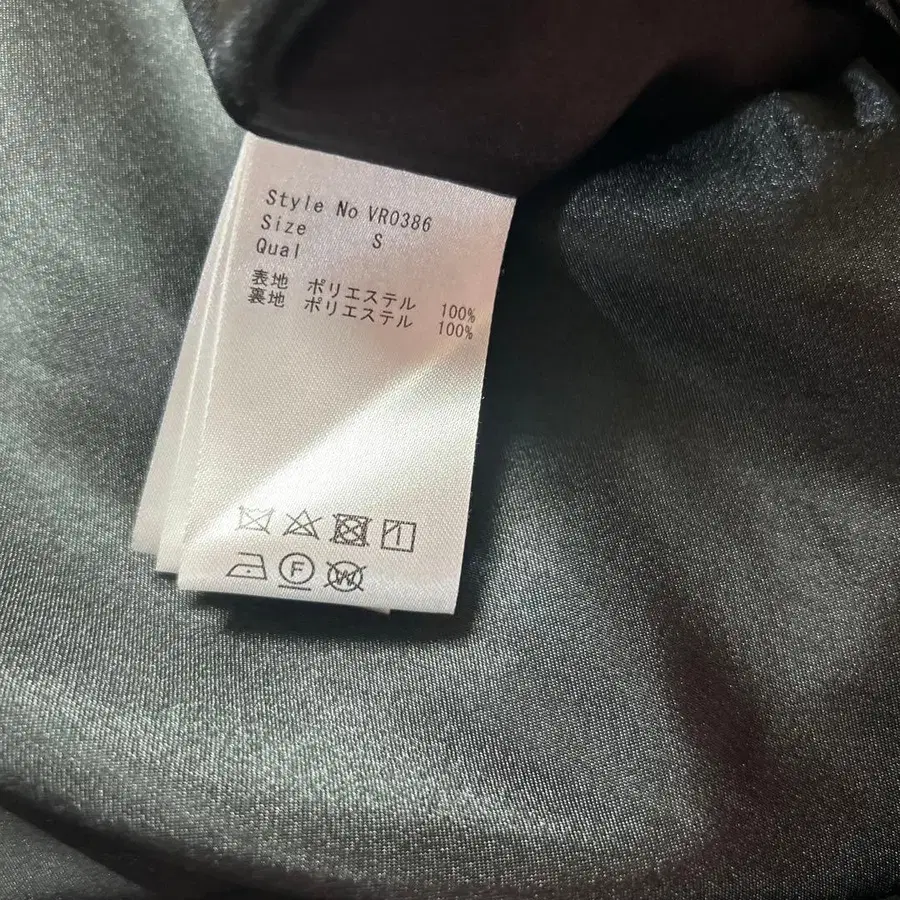 Style No VR0386
Size S
Qual
表地 ポリエステル 100%
裏地 ポリエステル 100%
F
W